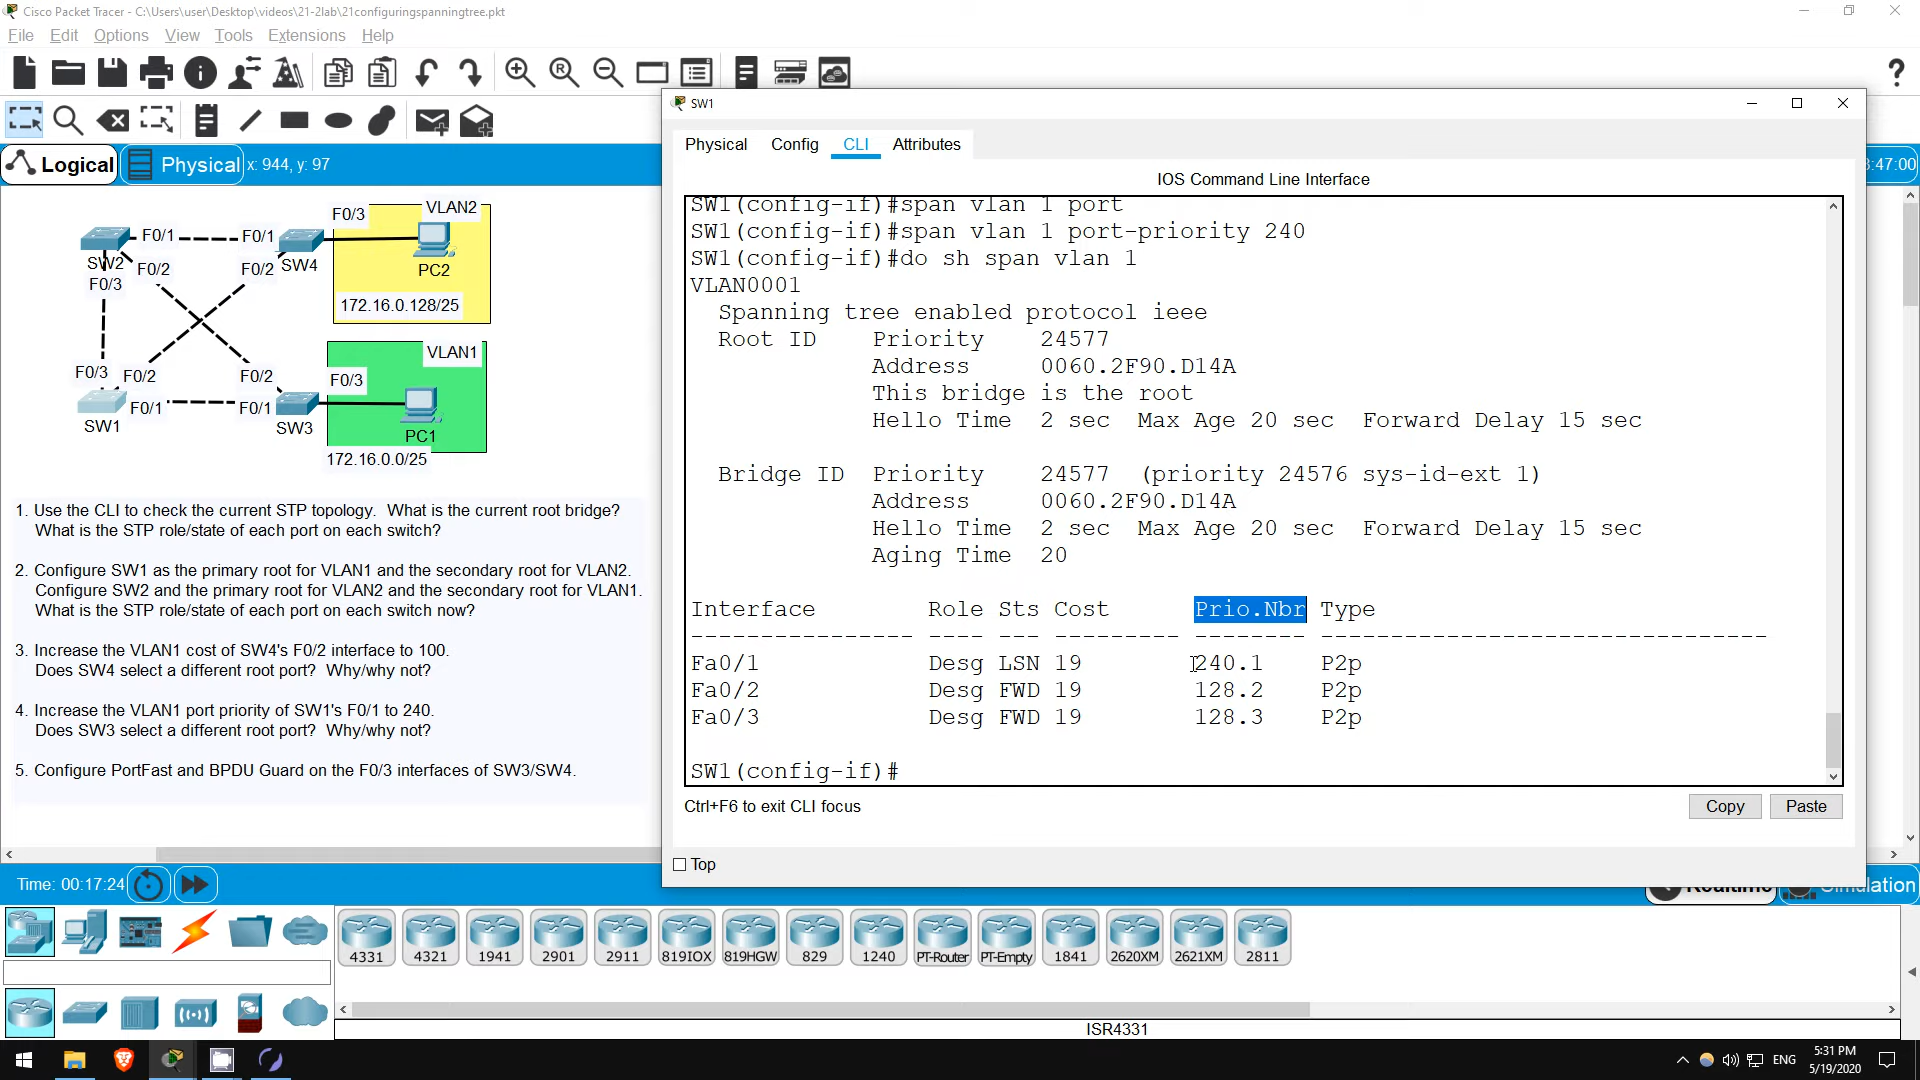 Cisco Packet Tracer - C:\Users\user\Desktop\videos\21-2lab\21configuringspanningtree.pkt
File Edit Options View Tools Extensions Help
Logical Physical x: 944, y: 97
:47:00
SW1
Physical Config CLI Attributes
IOS Command Line Interface
SW1(config-if)#span vlan 1 port
SW1(config-if)#span vlan 1 port-priority 240
SW1(config-if)#do sh span vlan 1
VLAN0001
Spanning tree enabled protocol ieee
Root ID Priority 24577
Address 0060.2F90.D14A
This bridge is the root
Hello Time 2 sec Max Age 20 sec Forward Delay 15 sec
Bridge ID Priority 24577 (priority 24576 sys-id-ext 1)
Address 0060.2F90.D14A
Hello Time 2 sec Max Age 20 sec Forward Delay 15 sec
Aging Time 20
Interface Role Sts Cost Prio.Nbr Type
---------------- ---- --- --------- -------- --------------------------------
Fa0/1 Desg LSN 19 240.1 P2p
Fa0/2 Desg FWD 19 128.2 P2p
Fa0/3 Desg FWD 19 128.3 P2p
SW1(config-if)#
Ctrl+F6 to exit CLI focus
Copy Paste
Top
F0/3 VLAN2
F0/1 F0/1
SW2 F0/2 F0/2 SW4 PC2
F0/3
172.16.0.128/25
VLAN1
F0/3 F0/2 F0/2 F0/3
F0/1 F0/1
SW1 SW3 PC1
172.16.0.0/25
1. Use the CLI to check the current STP topology. What is the current root bridge?
What is the STP role/state of each port on each switch?
2. Configure SW1 as the primary root for VLAN1 and the secondary root for VLAN2.
Configure SW2 and the primary root for VLAN2 and the secondary root for VLAN1.
What is the STP role/state of each port on each switch now?
3. Increase the VLAN1 cost of SW4's F0/2 interface to 100.
Does SW4 select a different root port? Why/why not?
4. Increase the VLAN1 port priority of SW1's F0/1 to 240.
Does SW3 select a different root port? Why/why not?
5. Configure PortFast and BPDU Guard on the F0/3 interfaces of SW3/SW4.
Time: 00:17:24
Realtime Simulation
4331 4321 1941 2901 2911 819IOX 819HGW 829 1240 PT-Router PT-Empty 1841 2620XM 2621XM 2811
ISR4331
ENG
5:31 PM
5/19/2020